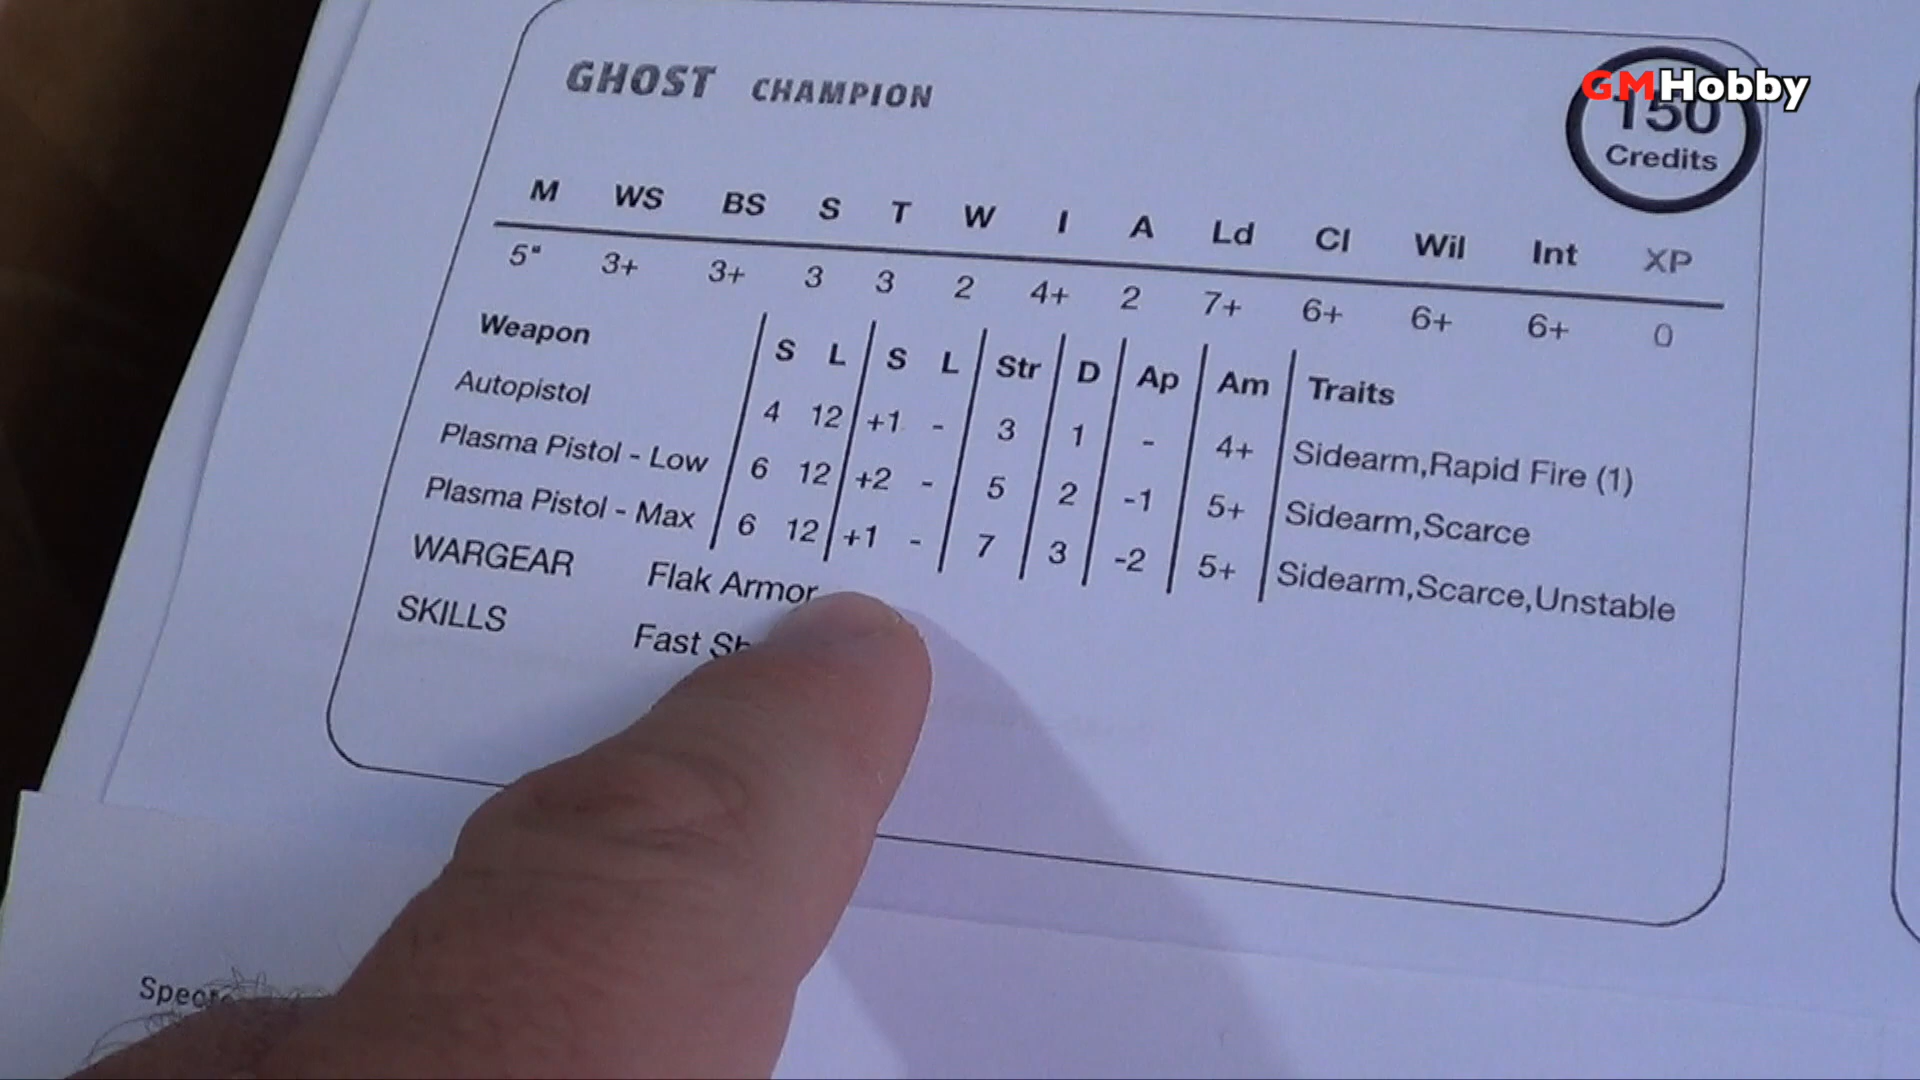 GMHobby
GHOST CHAMPION
150
Credits
M WS BS S T W I A Ld Cl Wil Int XP
5" 3+ 3+ 3 3 2 4+ 2 7+ 6+ 6+ 6+ 0
Weapon S L S L Str D Ap Am Traits
Autopistol 4 12 +1 - 3 1 - 4+ Sidearm,Rapid Fire (1)
Plasma Pistol - Low 6 12 +2 - 5 2 -1 5+ Sidearm,Scarce
Plasma Pistol - Max 6 12 +1 - 7 3 -2 5+ Sidearm,Scarce,Unstable
WARGEAR Flak Armor
SKILLS Fast